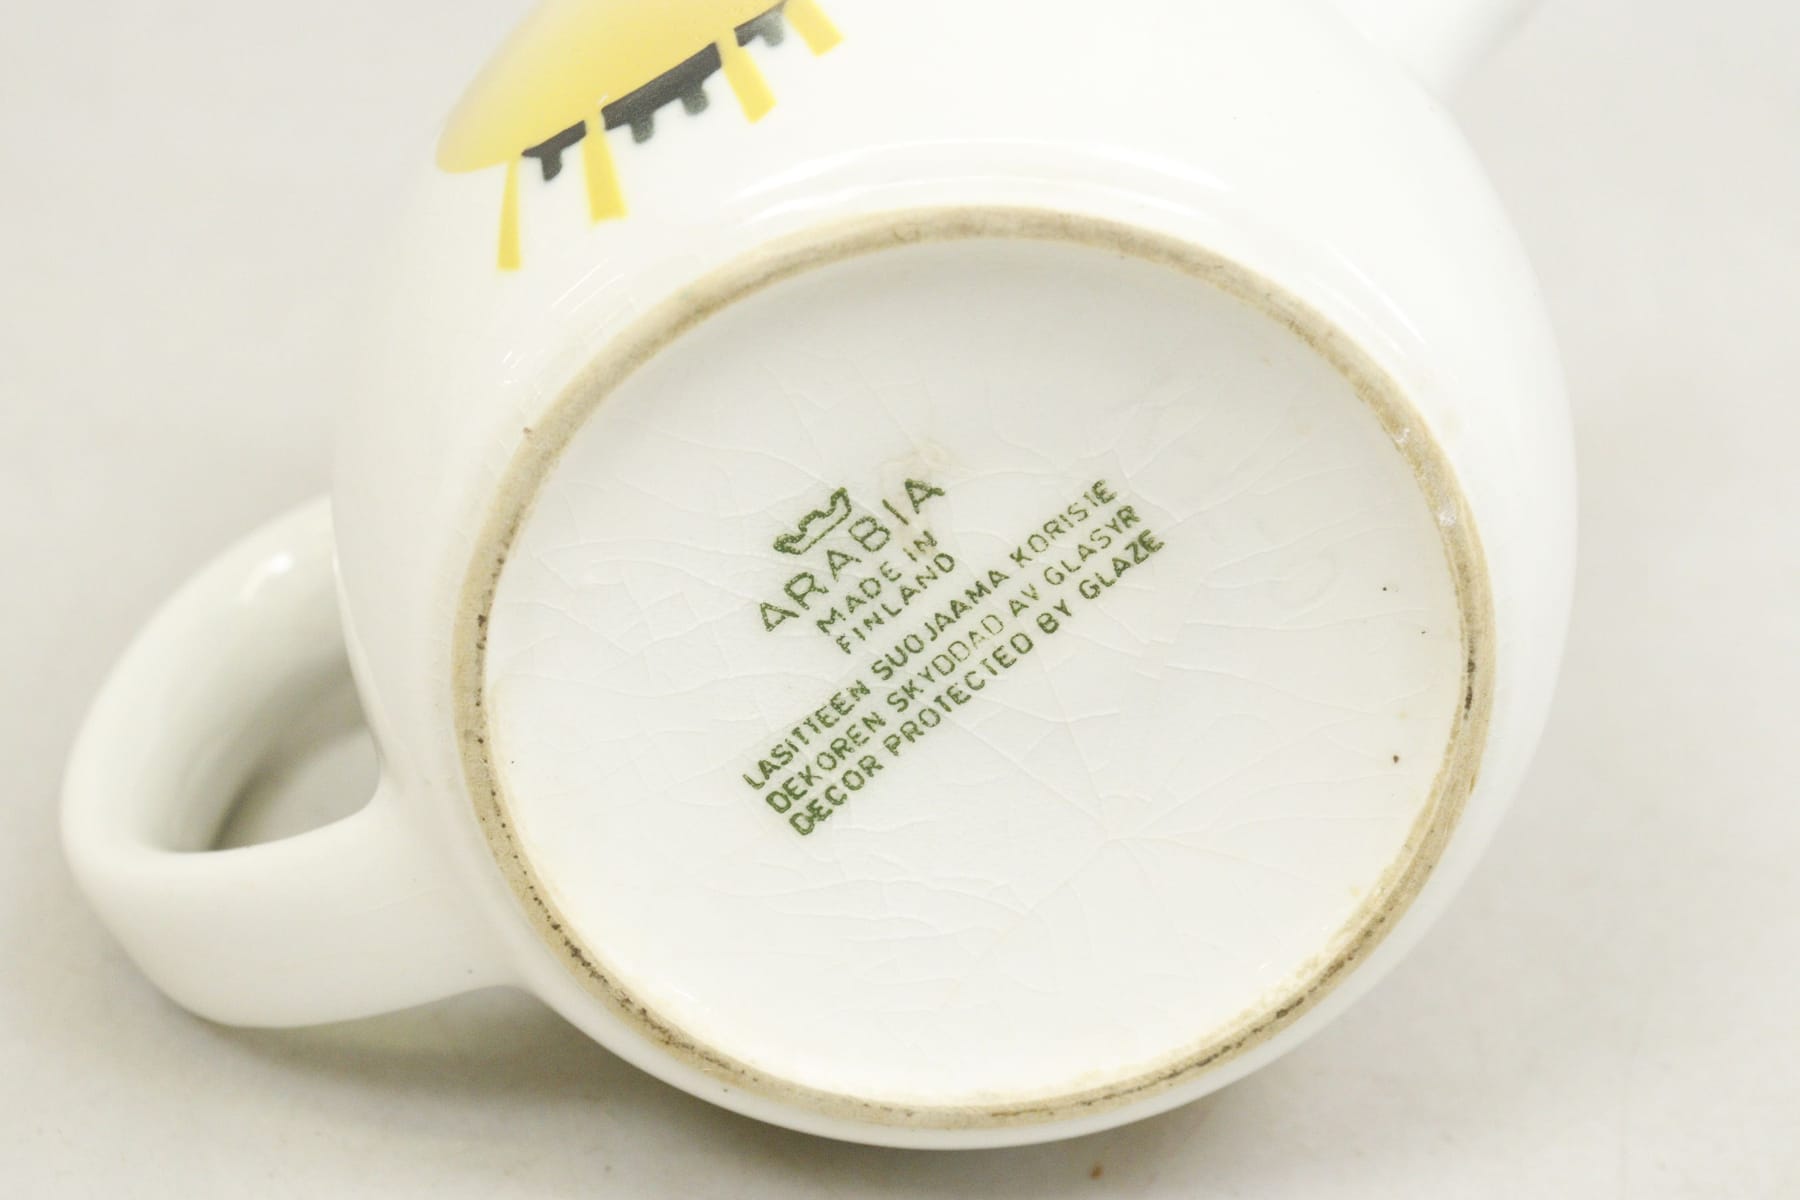 ARABIA
MADE IN
FINLAND
LASITTEEN SUOJAAMA KORISTE
DEKOREN SKYDDAD AV GLASYR
DECOR PROTECTED BY GLAZE